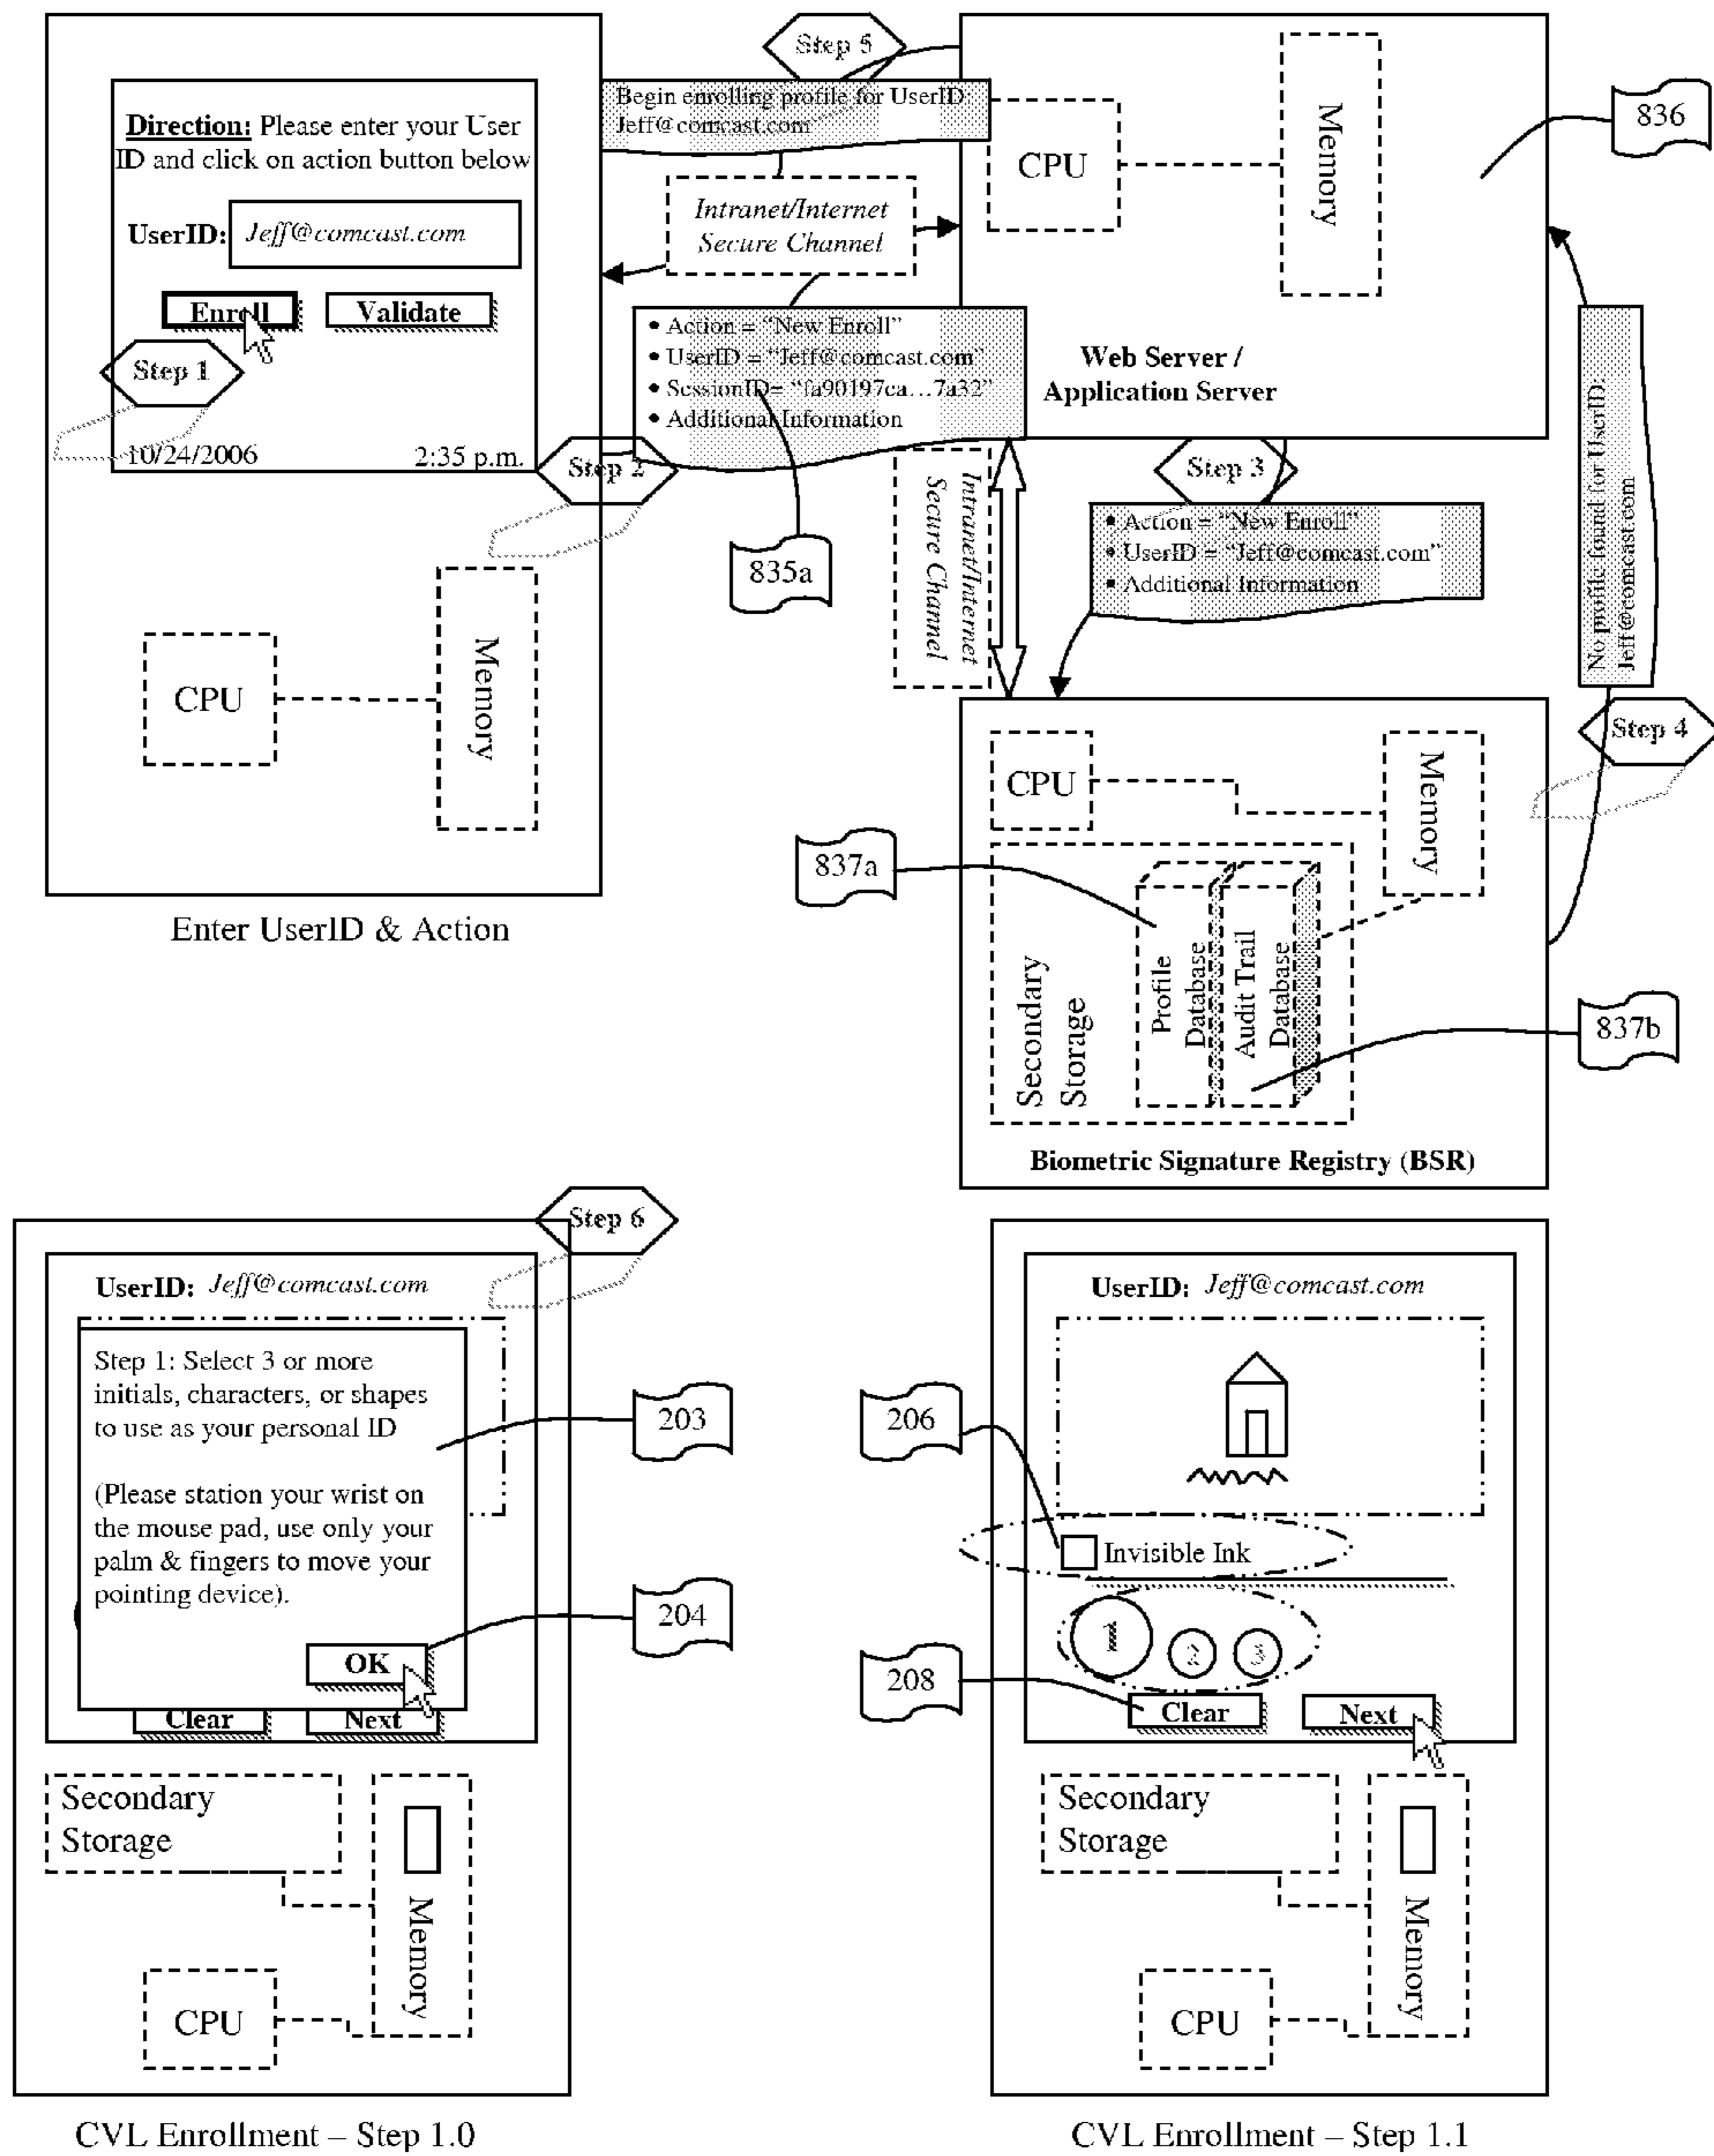 Direction: Please enter your User
ID and click on action button below
UserID: Jeff@comcast.com
Enroll
Validate
Step 1
10/24/2006
2:35 p.m.
CPU
Memory
Enter UserID & Action
Step 5
Begin enrolling profile for UserID:
Jeff@comcast.com
Intranet/Internet
Secure Channel
Step 2
• Action = “New Enroll”
• UserID = “Jeff@comcast.com”
• SessionID= “fa90197ca…7a32”
• Additional Information
835a
CPU
Memory
Web Server /
Application Server
836
Intranet/Internet
Secure Channel
Step 3
• Action = “New Enroll”
• UserID = “Jeff@comcast.com”
• Additional Information
No profile found for UserID:
Jeff@comcast.com
Step 4
CPU
Memory
837a
Secondary
Storage
Profile
Database
Audit Trail
Database
837b
Biometric Signature Registry (BSR)
Step 6
UserID: Jeff@comcast.com
Step 1: Select 3 or more
initials, characters, or shapes
to use as your personal ID
(Please station your wrist on
the mouse pad, use only your
palm & fingers to move your
pointing device).
OK
Clear
Next
203
204
Secondary
Storage
Memory
CPU
CVL Enrollment – Step 1.0
UserID: Jeff@comcast.com
206
Invisible Ink
1
2
3
208
Clear
Next
Secondary
Storage
Memory
CPU
CVL Enrollment – Step 1.1